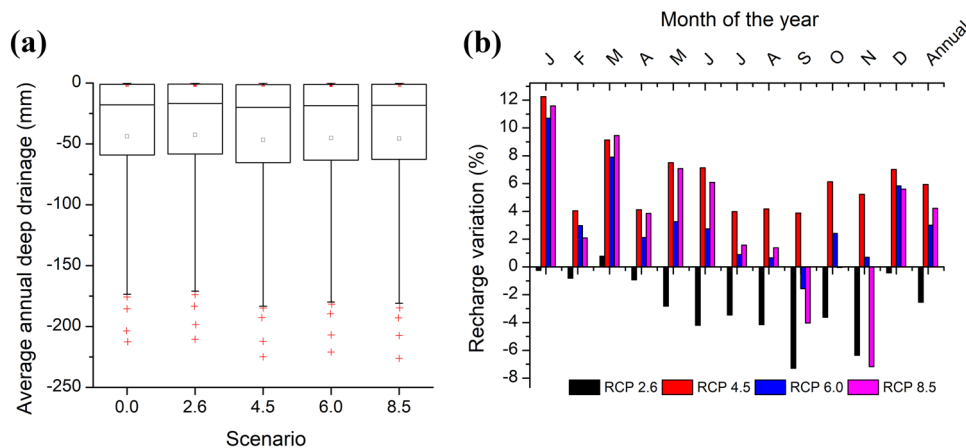 (a)
Average annual deep drainage (mm)
0
-50
-100
-150
-200
-250
0.0 2.6 4.5 6.0 8.5
Scenario
(b)
Month of the year
J F M A M J J A S O N D Annual
Recharge variation (%)
12
10
8
6
4
2
0
-2
-4
-6
-8
RCP 2.6 RCP 4.5 RCP 6.0 RCP 8.5